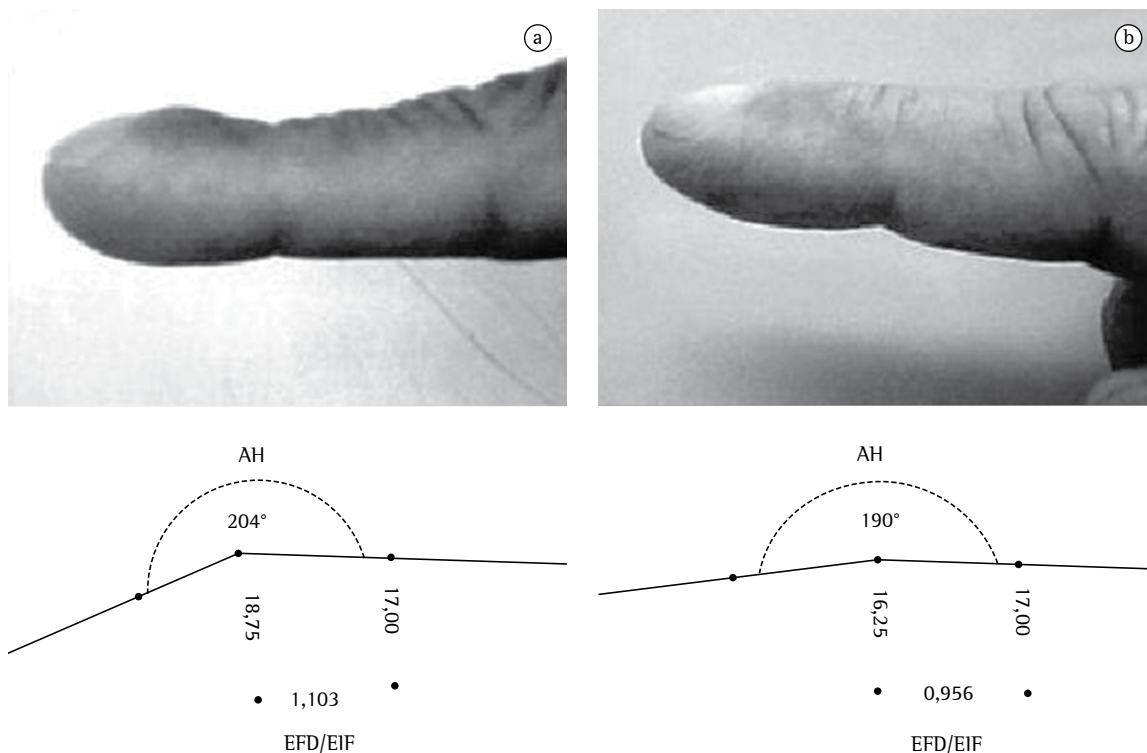 a
b
AH
204°
18,75
17,00
1,103
EFD/EIF
AH
190°
16,25
17,00
0,956
EFD/EIF